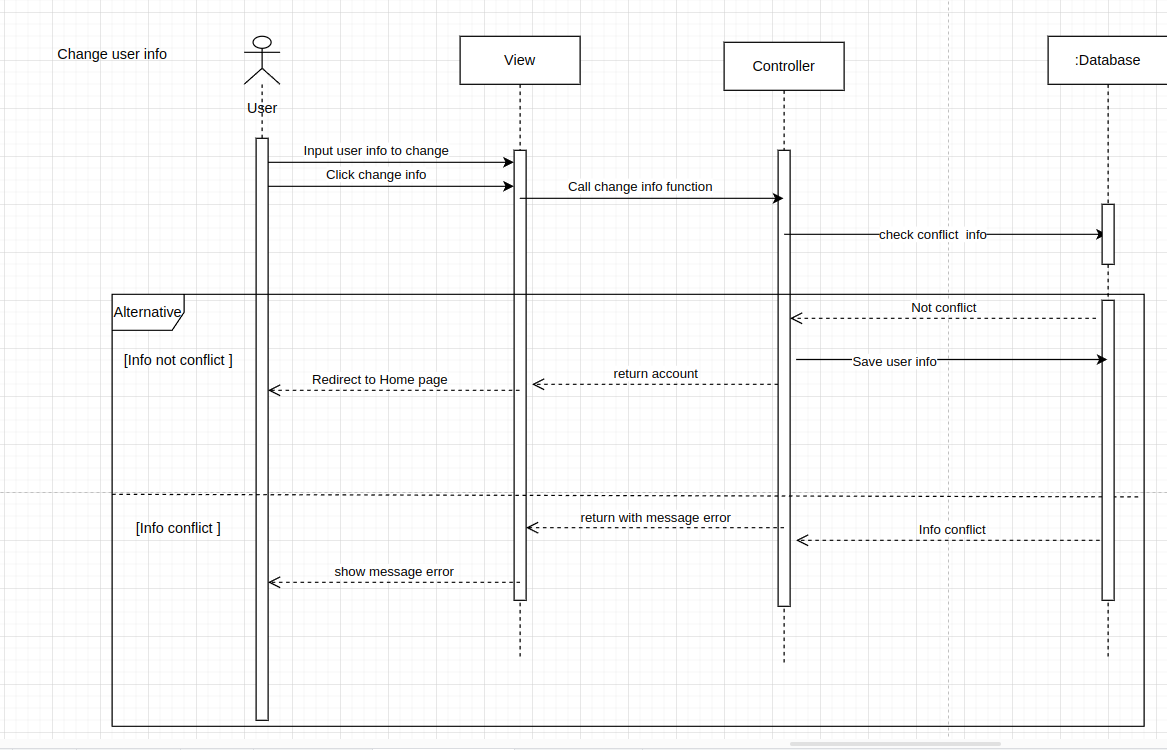 Change user info
User
View
Controller
:Database
Input user info to change
Click change info
Call change info function
check conflict  info
Alternative
Not conflict
[Info not conflict ]
Save user info
return account
Redirect to Home page
[Info conflict ]
return with message error
Info conflict
show message error